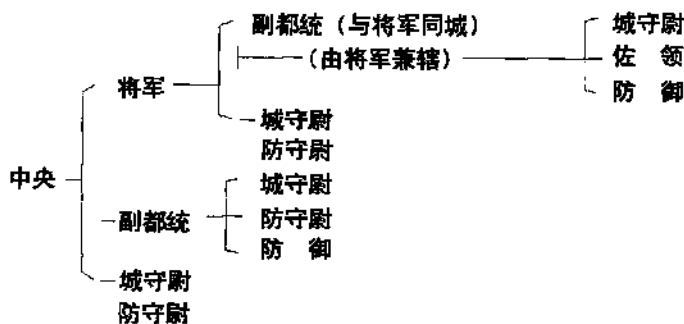 中央
将军
副都统（与将军同城）
（由将军兼辖）
城守尉
佐 领
防 御
城守尉
防守尉
副都统
城守尉
防守尉
防 御
城守尉
防守尉